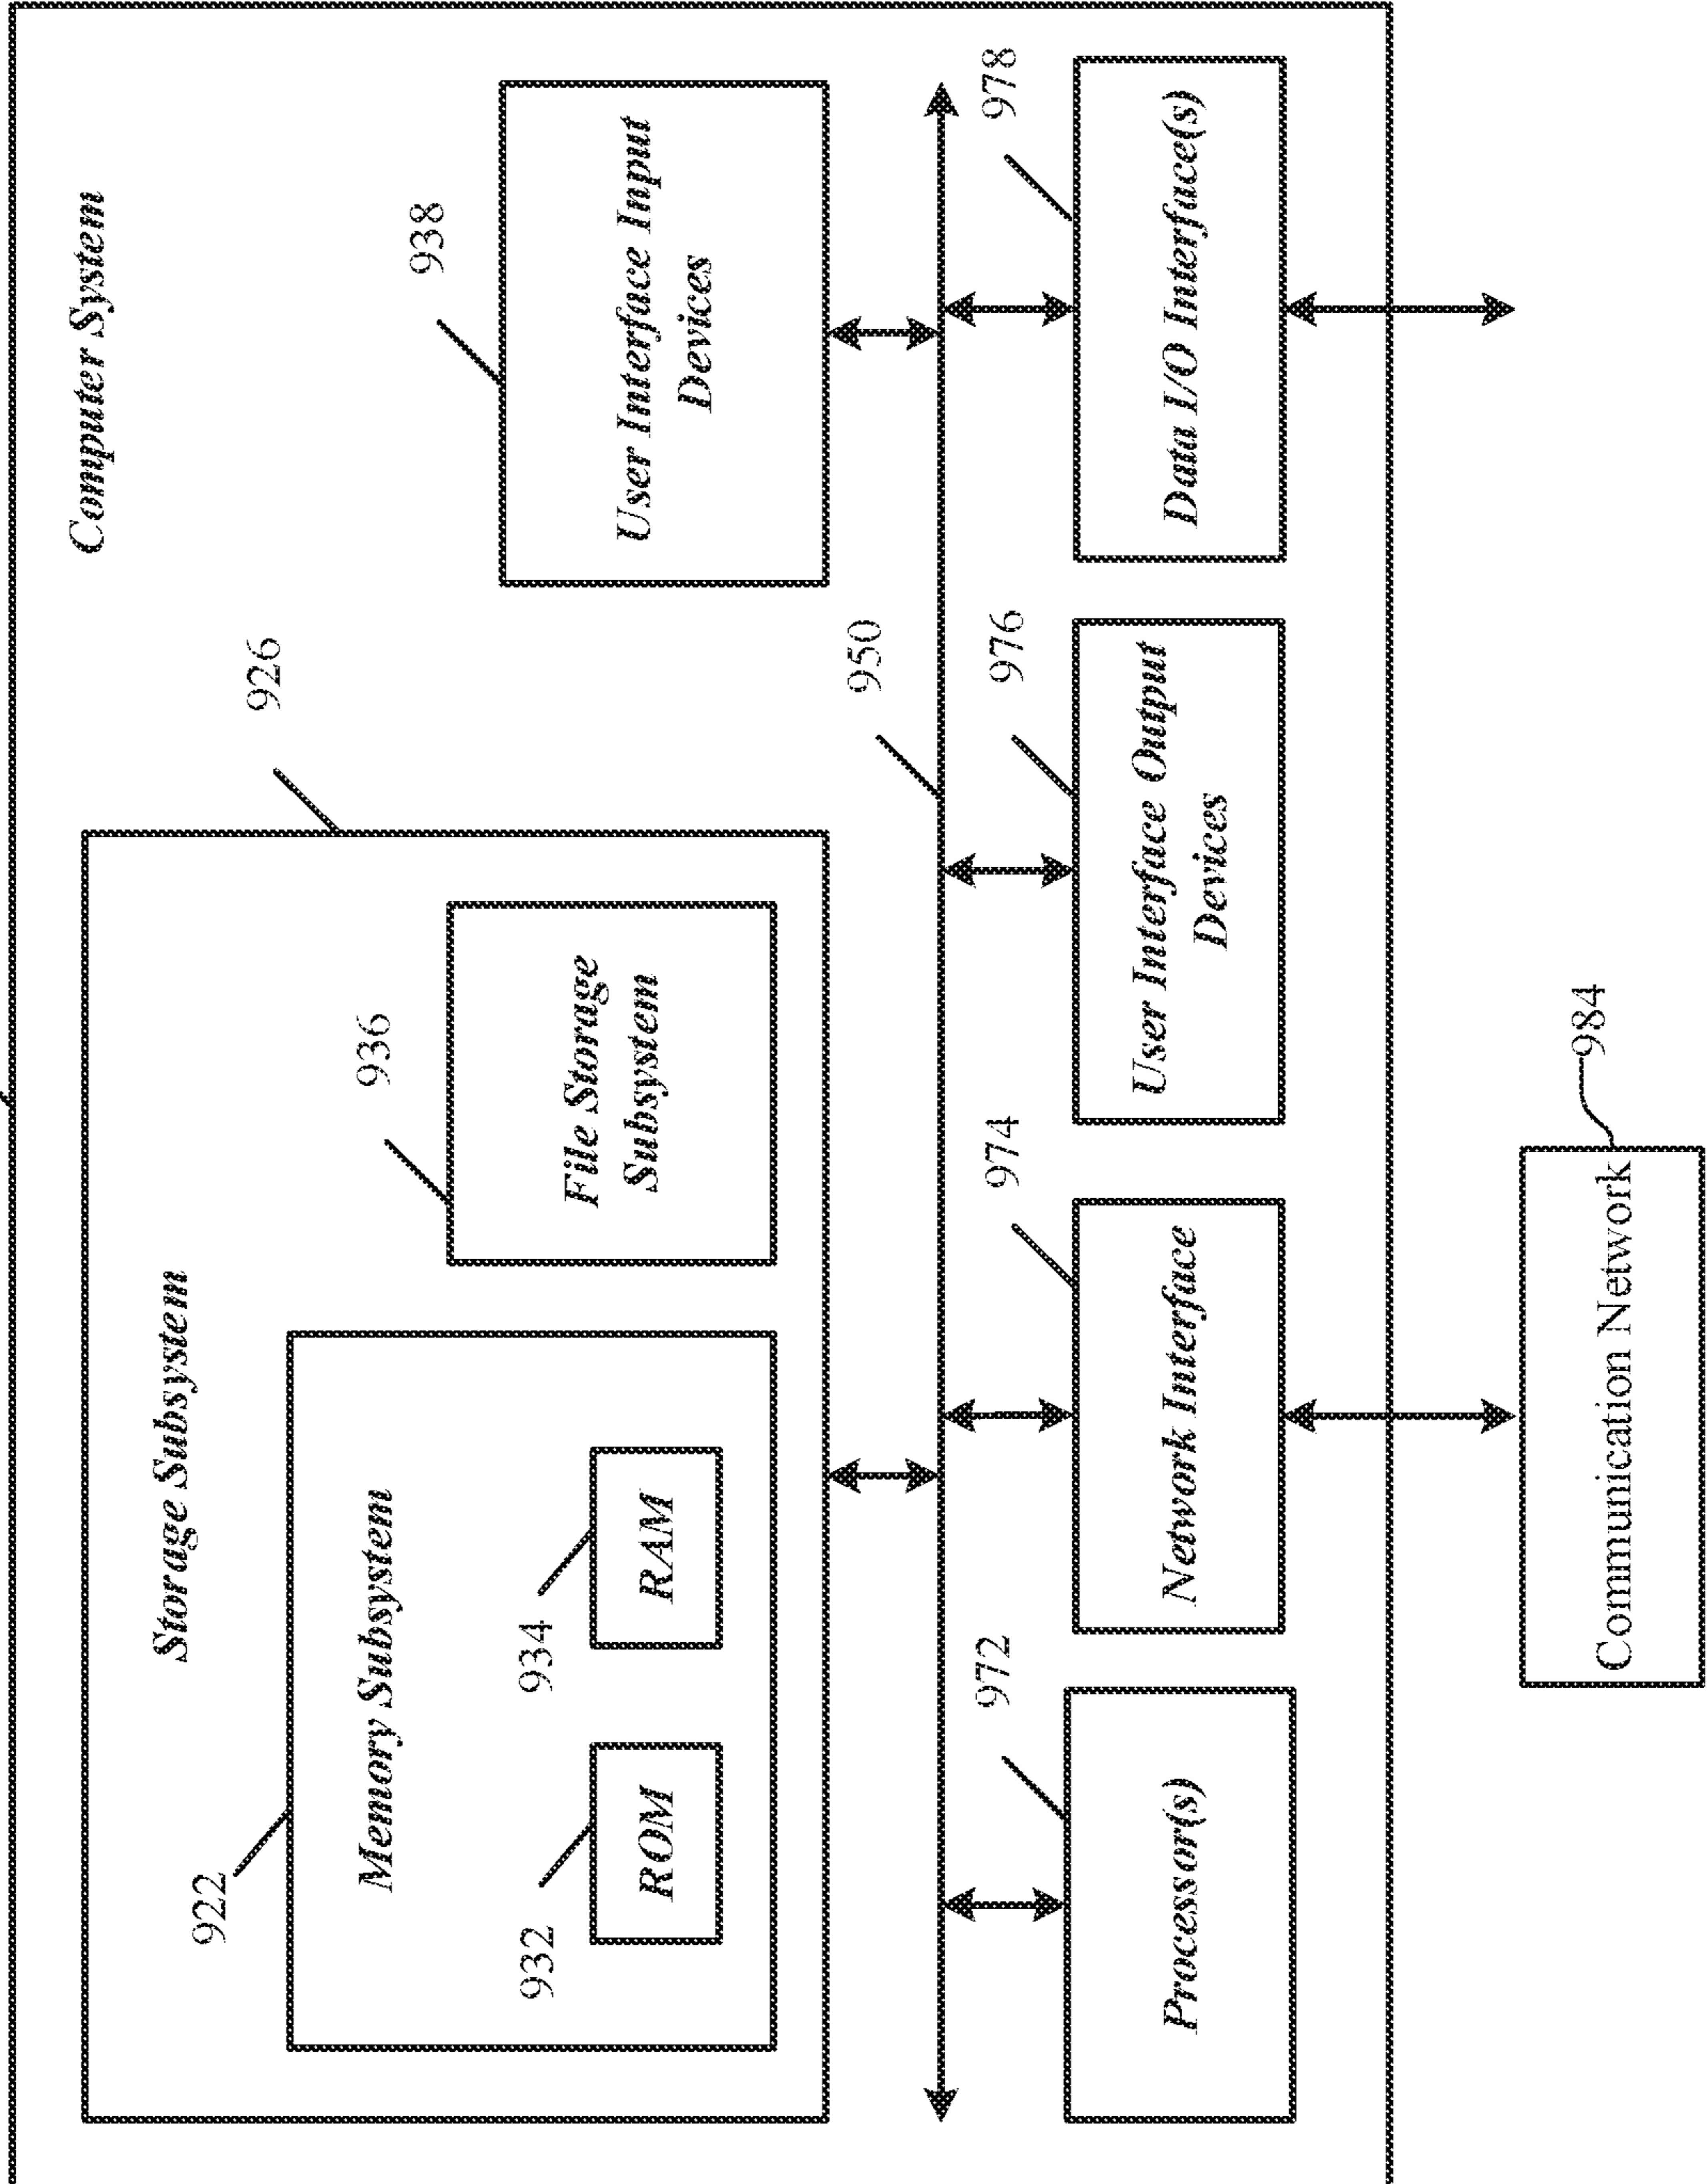 Computer System
Storage Subsystem
926
922
Memory Subsystem
936
938
932
ROM
934
RAM
File Storage
Subsystem
User Interface Input
Devices
950
972
974
976
978
Processor(s)
Network Interface
User Interface Output
Devices
Data I/O Interface(s)
Communication Network
984